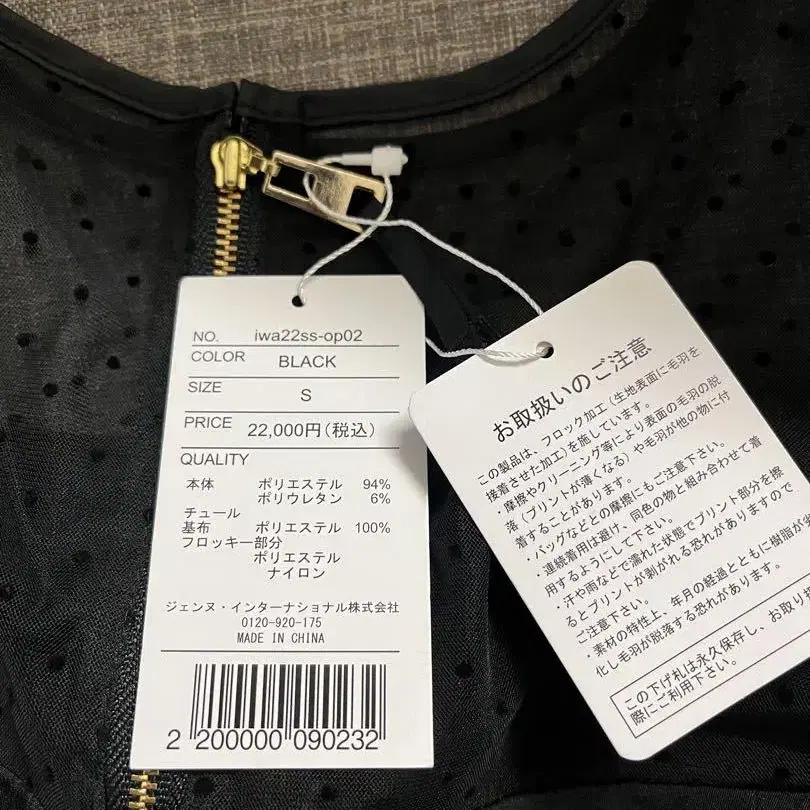 NO. iwa22ss-op02
COLOR BLACK
SIZE S
PRICE 22,000円(税込)
QUALITY
本体 ポリエステル 94%
ポリウレタン 6%
チュール
基布 ポリエステル 100%
フロッキー部分
ポリエステル
ナイロン
ジェンヌ・インターナショナル株式会社
0120-920-175
MADE IN CHINA
2 200000 090232
お取扱いのご注意
この製品は、フロック加工(生地表面に毛羽を
接着させた加工)を施しています。
・摩擦やクリーニング等により表面の毛羽の脱
落(プリントが薄くなる)や毛羽が他の物に付
着することがあります。
・バッグなどとの摩擦にもご注意下さい。
・連続着用は避け、同色の物と組み合わせて着
用するようにして下さい。
・汗や雨などで濡れた状態でプリント部分を擦
るとプリントが剥がれる恐れがありますので
ご注意下さい。
・素材の特性上、年月の経過とともに樹脂が劣
化し毛羽が脱落する恐れがあります。
この下げ札は永久保存し、お取り扱
際にご利用下さい。